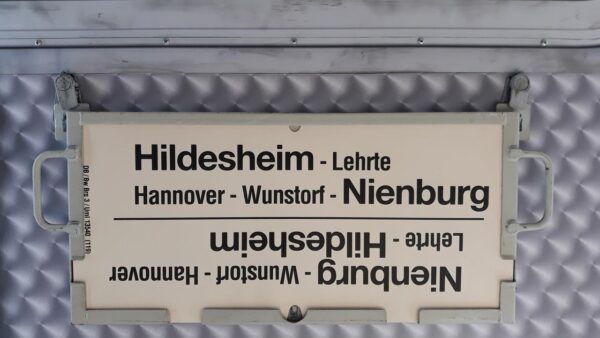 Hildesheim - Lehrte
Hannover - Wunstorf - Nienburg
Nienburg - Wunstorf - Hannover
Lehrte - Hildesheim